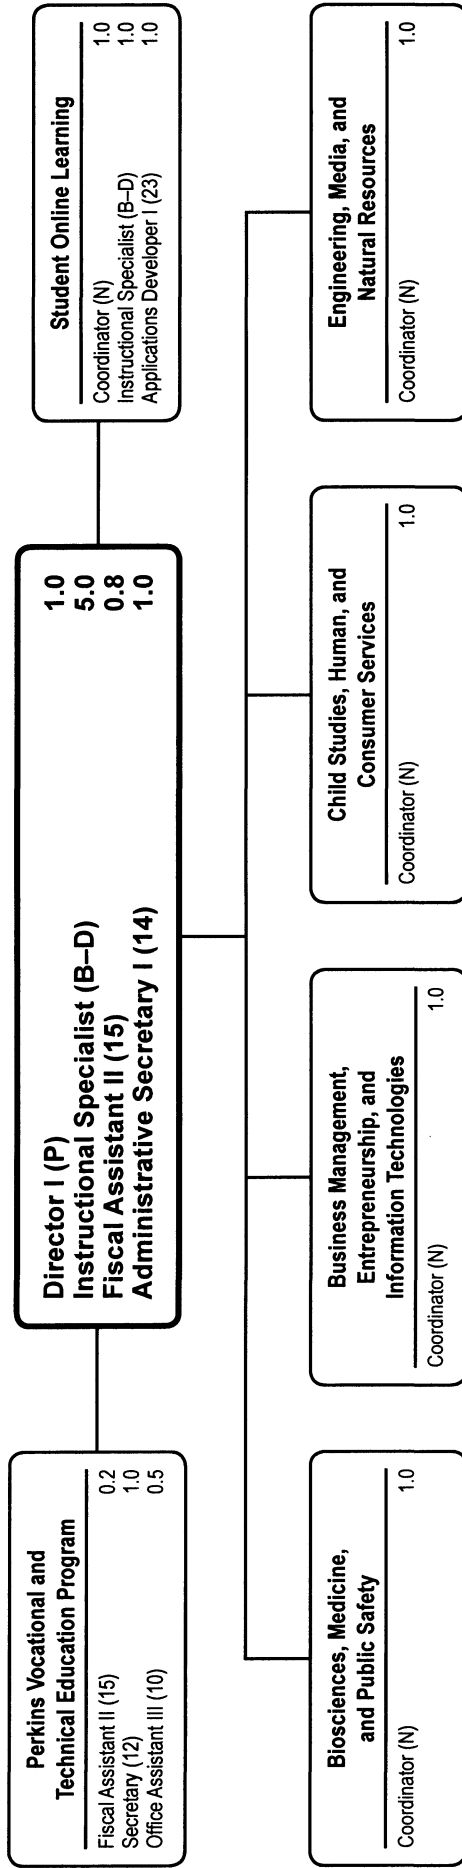 Perkins Vocational and
Technical Education Program
Fiscal Assistant II (15) 0.2
Secretary (12) 1.0
Office Assistant III (10) 0.5
Director I (P) 1.0
Instructional Specialist (B–D) 5.0
Fiscal Assistant II (15) 0.8
Administrative Secretary I (14) 1.0
Student Online Learning
Coordinator (N) 1.0
Instructional Specialist (B–D) 1.0
Applications Developer I (23) 1.0
Biosciences, Medicine,
and Public Safety
Coordinator (N) 1.0
Business Management,
Entrepreneurship, and
Information Technologies
Coordinator (N) 1.0
Child Studies, Human, and
Consumer Services
Coordinator (N) 1.0
Engineering, Media, and
Natural Resources
Coordinator (N) 1.0